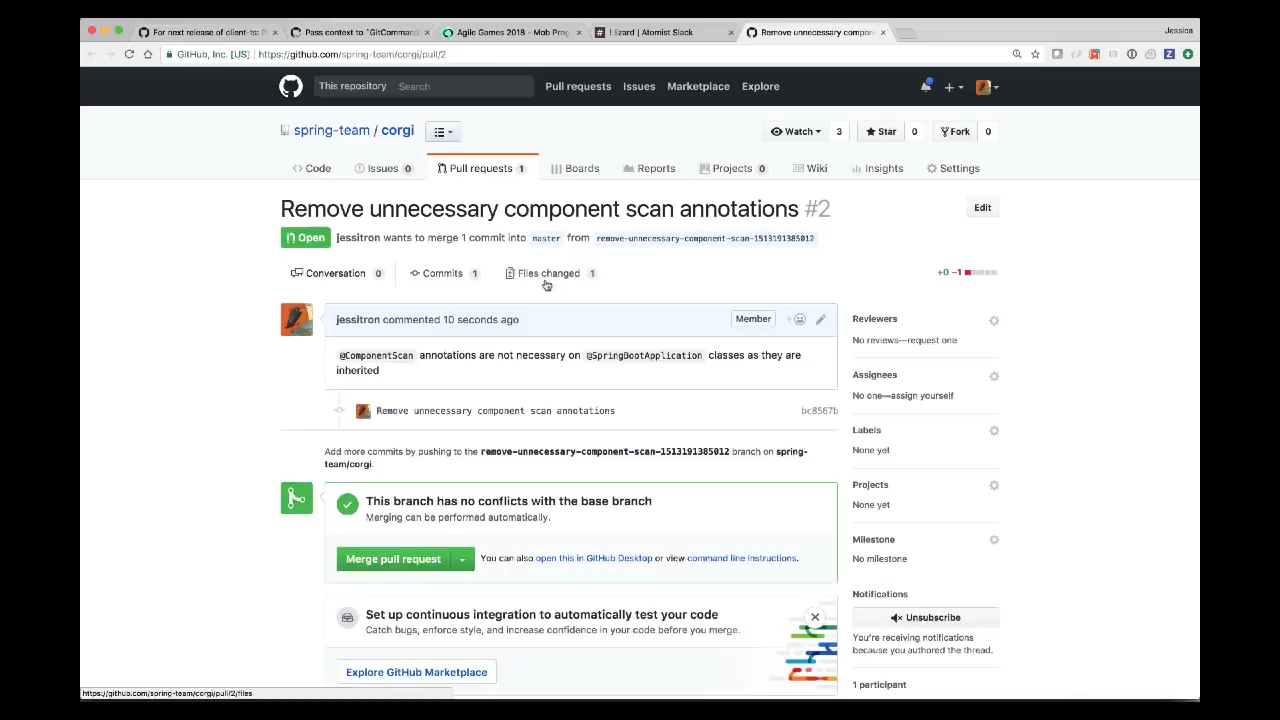 For next release of client-ts: P
Pass context to `GitCommand
Agile Games 2018 - Mob Prog
! lizard | Atomist Slack
Remove unnecessary compon
Jessica
GitHub, Inc. [US]
https://github.com/spring-team/corgi/pull/2
This repository
Search
Pull requests
Issues
Marketplace
Explore
spring-team / corgi
Watch
3
Star
0
Fork
0
Code
Issues 0
Pull requests 1
Boards
Reports
Projects 0
Wiki
Insights
Settings
Remove unnecessary component scan annotations #2
Edit
Open
jessitron wants to merge 1 commit into master from remove-unnecessary-component-scan-1513191385012
Conversation 0
Commits 1
Files changed 1
+0 −1
jessitron commented 10 seconds ago
Member
@ComponentScan annotations are not necessary on @SpringBootApplication classes as they are
inherited
Remove unnecessary component scan annotations
bc8567b
Add more commits by pushing to the remove-unnecessary-component-scan-1513191385012 branch on spring-
team/corgi.
This branch has no conflicts with the base branch
Merging can be performed automatically.
Merge pull request
You can also open this in GitHub Desktop or view command line instructions.
Set up continuous integration to automatically test your code
Catch bugs, enforce style, and increase confidence in your code before you merge.
Explore GitHub Marketplace
Reviewers
No reviews—request one
Assignees
No one—assign yourself
Labels
None yet
Projects
None yet
Milestone
No milestone
Notifications
Unsubscribe
You're receiving notifications
because you authored the thread.
1 participant
https://github.com/spring-team/corgi/pull/2/files